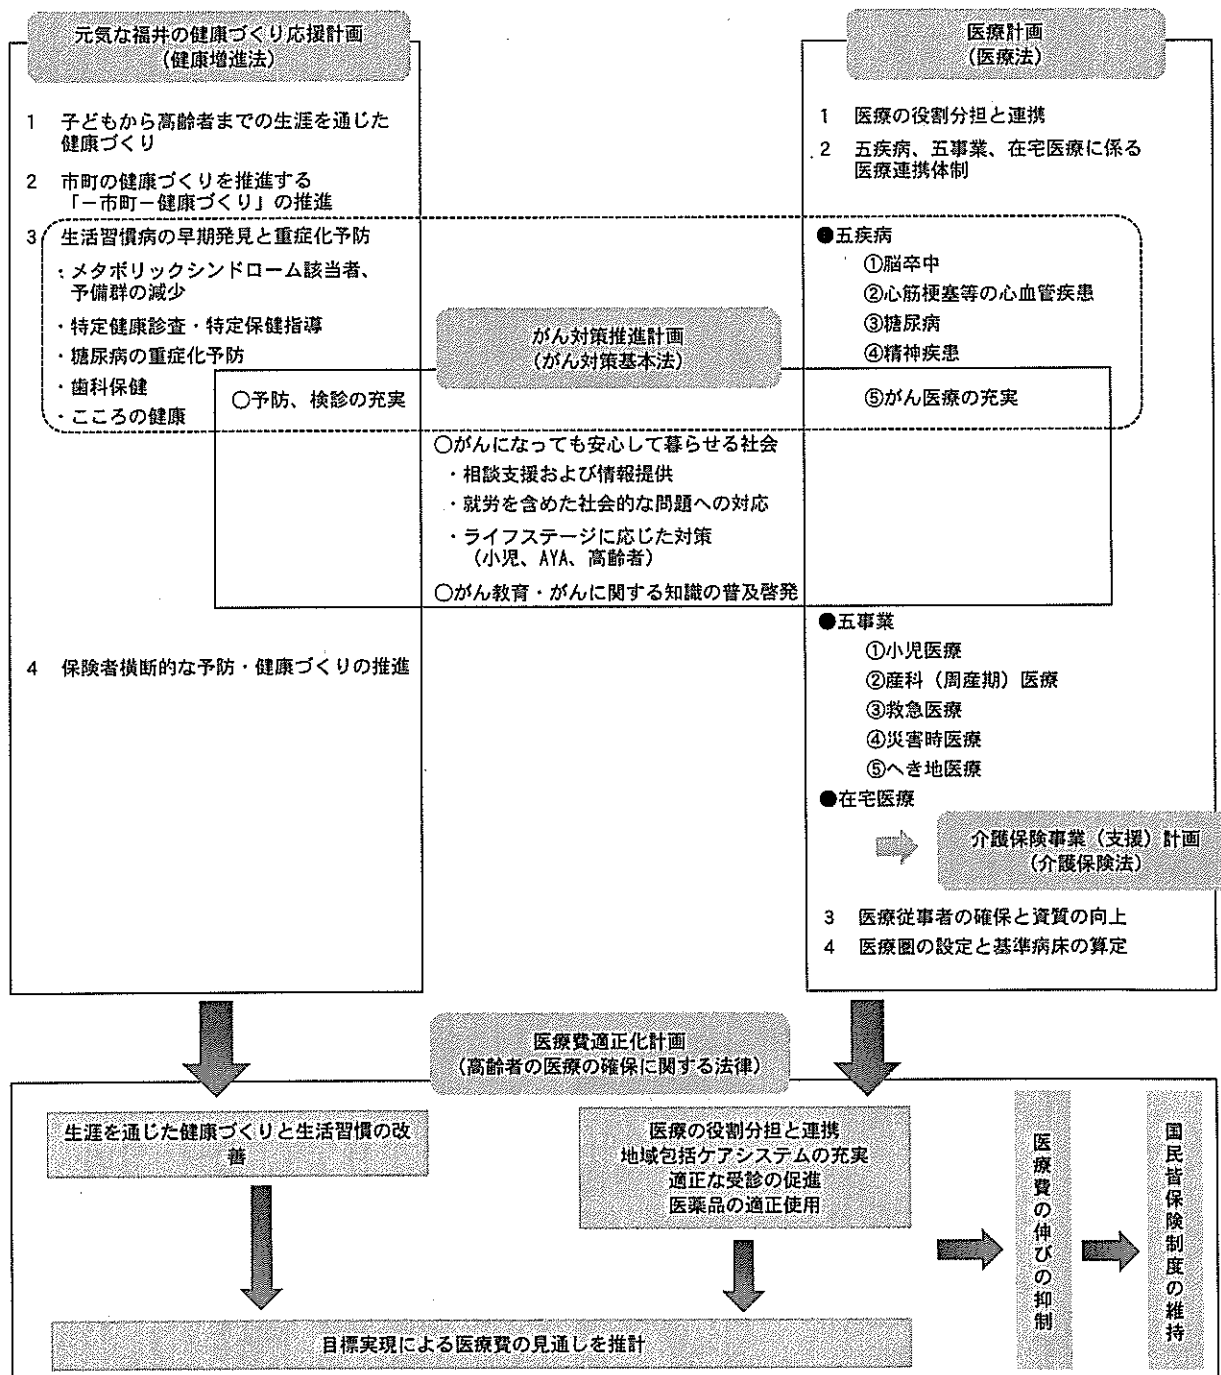 元気な福井の健康づくり応援計画
(健康増進法)
1 子どもから高齢者までの生涯を通じた
健康づくり
2 市町の健康づくりを推進する
「一市町一健康づくり」の推進
3 生活習慣病の早期発見と重症化予防
・メタボリックシンドローム該当者、
予備群の減少
・特定健康診査・特定保健指導
・糖尿病の重症化予防
・歯科保健
・こころの健康
4 保険者横断的な予防・健康づくりの推進
がん対策推進計画
(がん対策基本法)
○予防、検診の充実
○がんになっても安心して暮らせる社会
・相談支援および情報提供
・就労を含めた社会的な問題への対応
・ライフステージに応じた対策
(小児、AYA、高齢者)
○がん教育・がんに関する知識の普及啓発
医療計画
(医療法)
1 医療の役割分担と連携
2 五疾病、五事業、在宅医療に係る
医療連携体制
●五疾病
①脳卒中
②心筋梗塞等の心血管疾患
③糖尿病
④精神疾患
⑤がん医療の充実
●五事業
①小児医療
②産科(周産期)医療
③救急医療
④災害時医療
⑤へき地医療
●在宅医療
介護保険事業(支援)計画
(介護保険法)
3 医療従事者の確保と資質の向上
4 医療圏の設定と基準病床の算定
医療費適正化計画
(高齢者の医療の確保に関する法律)
生涯を通じた健康づくりと生活習慣の改
善
医療の役割分担と連携
地域包括ケアシステムの充実
適正な受診の促進
医薬品の適正使用
目標実現による医療費の見通しを推計
医療費の伸びの抑制
国民皆保険制度の維持